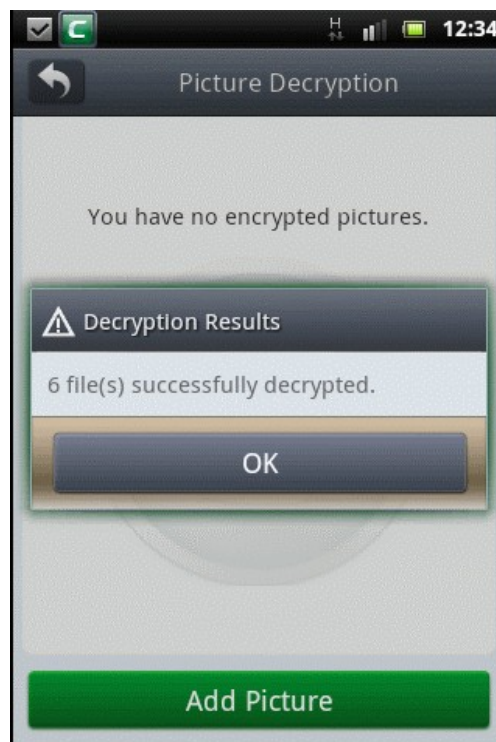 C
H
12:34
Picture Decryption
You have no encrypted pictures.
Decryption Results
6 file(s) successfully decrypted.
OK
Add Picture